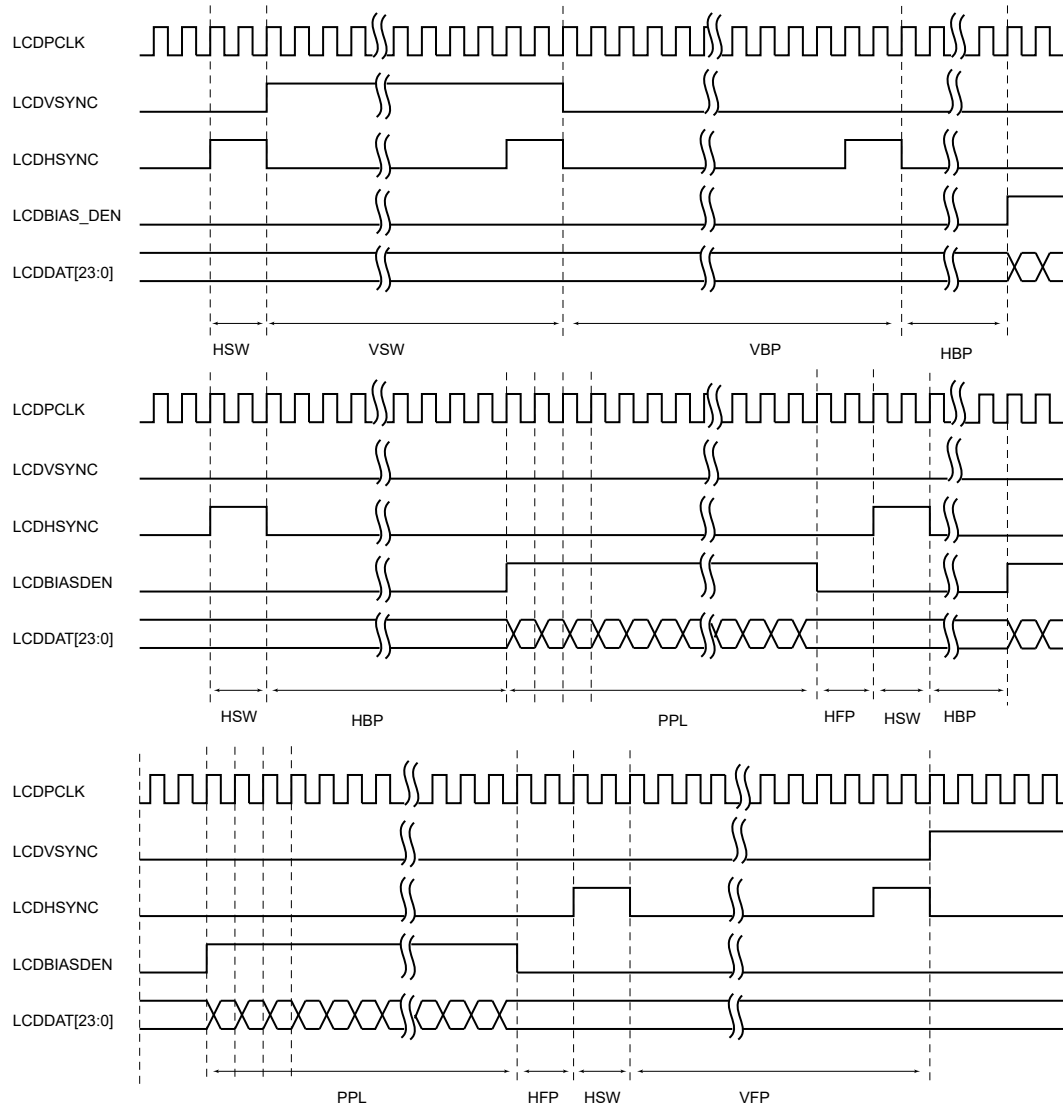 LCDPCLK
LCDVSYNC
LCDHSYNC
LCDBIAS_DEN
LCDDAT[23:0]
HSW VSW VBP HBP
LCDPCLK
LCDVSYNC
LCDHSYNC
LCDBIASDEN
LCDDAT[23:0]
HSW HBP PPL HFP HSW HBP
LCDPCLK
LCDVSYNC
LCDHSYNC
LCDBIASDEN
LCDDAT[23:0]
PPL HFP HSW VFP